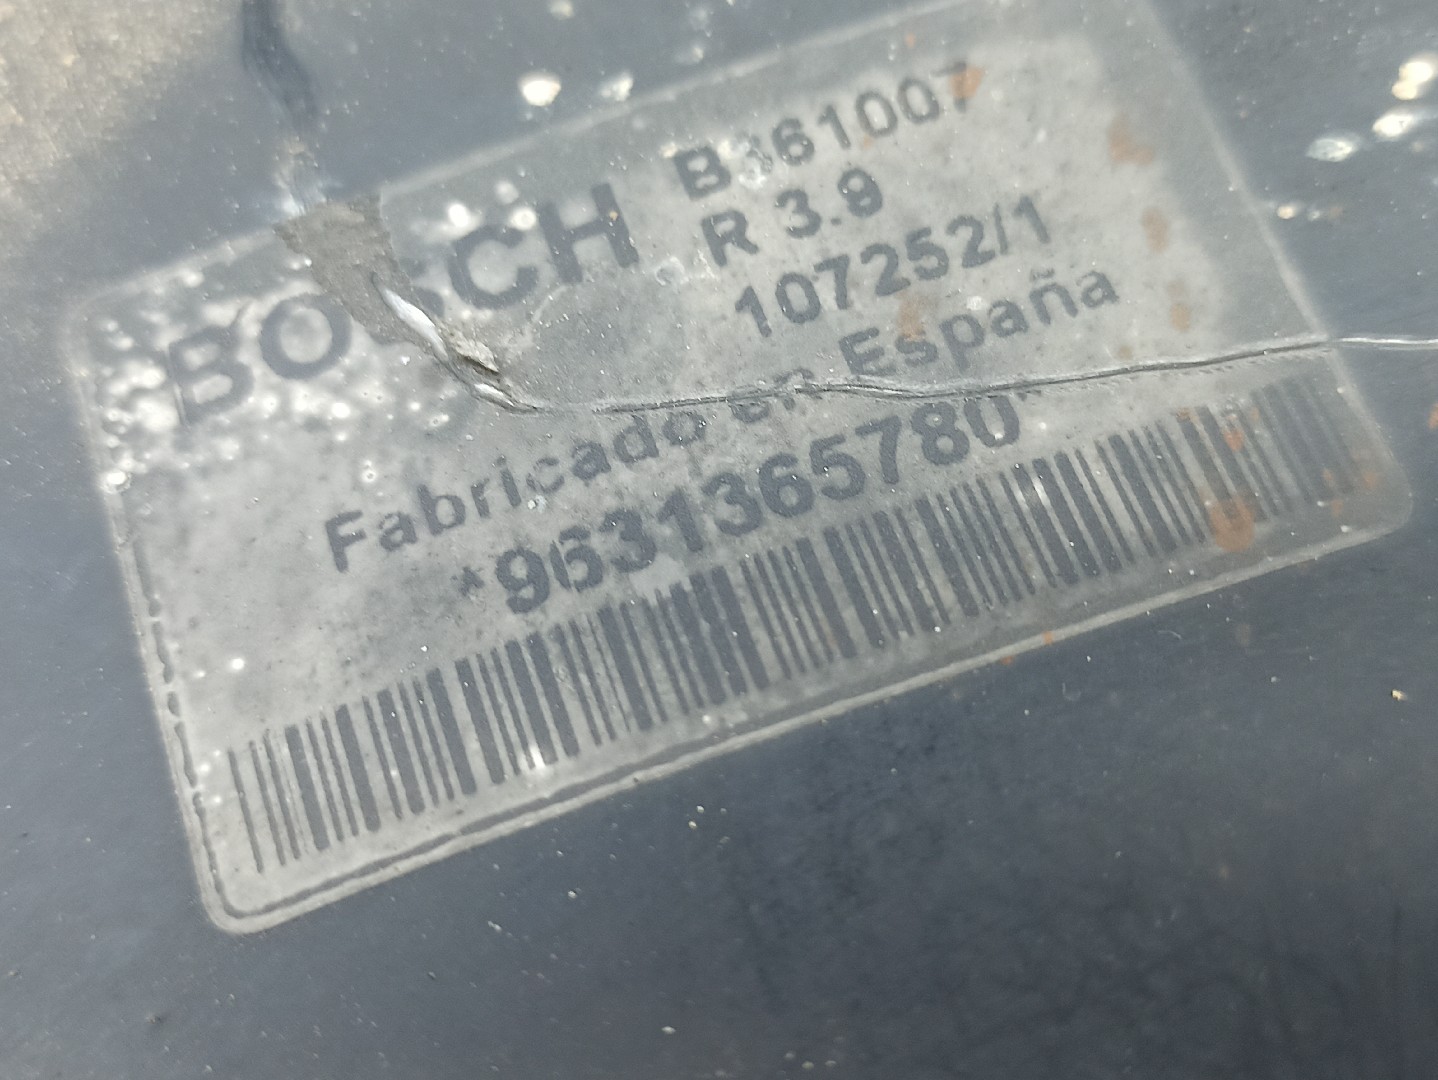 BOSCH
B361007
R 3.9
107252/1
Fabricado en España
*9631365780*